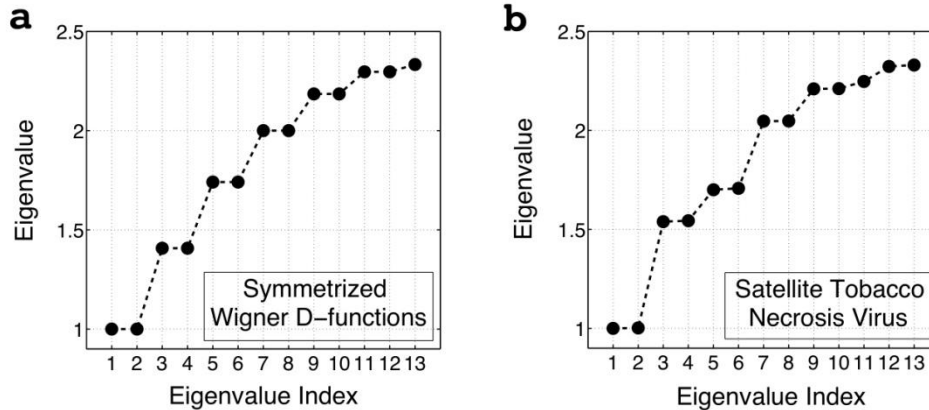 a
2.5
2
1.5
1
Eigenvalue
Symmetrized
Wigner D–functions
1 2 3 4 5 6 7 8 9 10 11 12 13
Eigenvalue Index
b
2.5
2
1.5
1
Eigenvalue
Satellite Tobacco
Necrosis Virus
1 2 3 4 5 6 7 8 9 10 11 12 13
Eigenvalue Index